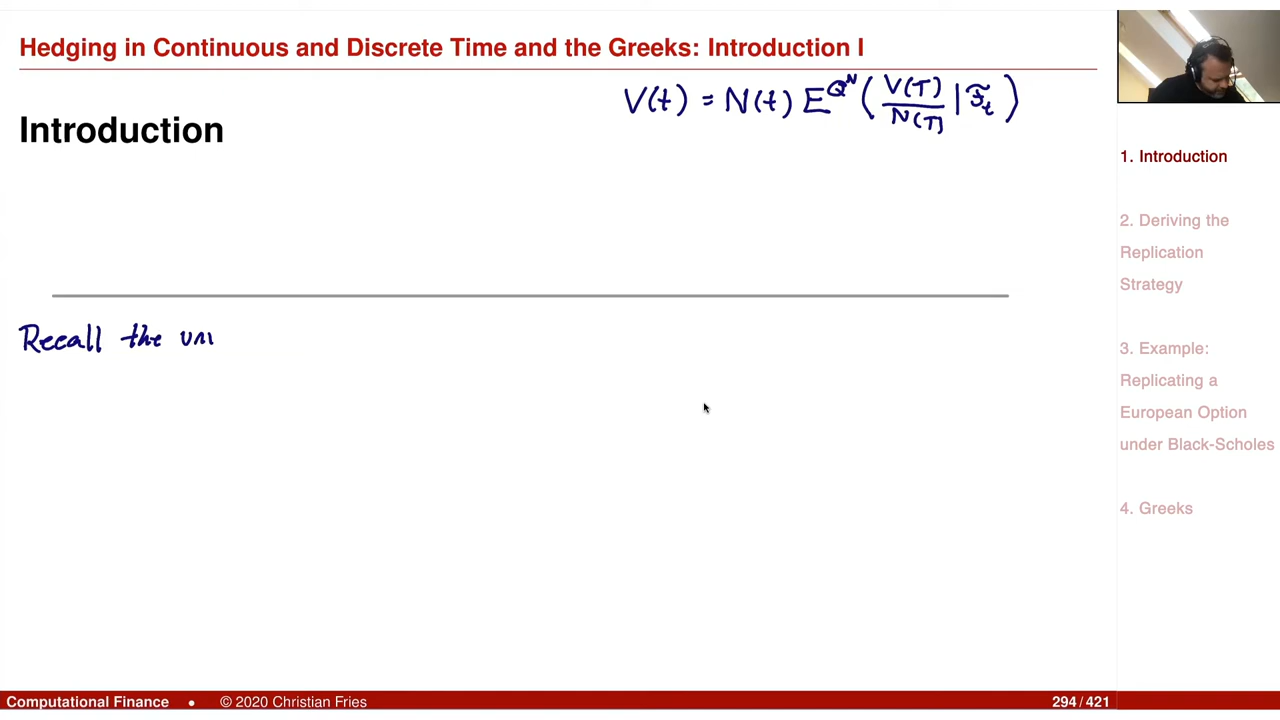 Hedging in Continuous and Discrete Time and the Greeks: Introduction I
V(t) = N(t) E^{Q^N} ( V(T) / N(T) | F_t )
Introduction
Recall the uni
1. Introduction
2. Deriving the
Replication
Strategy
3. Example:
Replicating a
European Option
under Black-Scholes
4. Greeks
Computational Finance • © 2020 Christian Fries
294/421